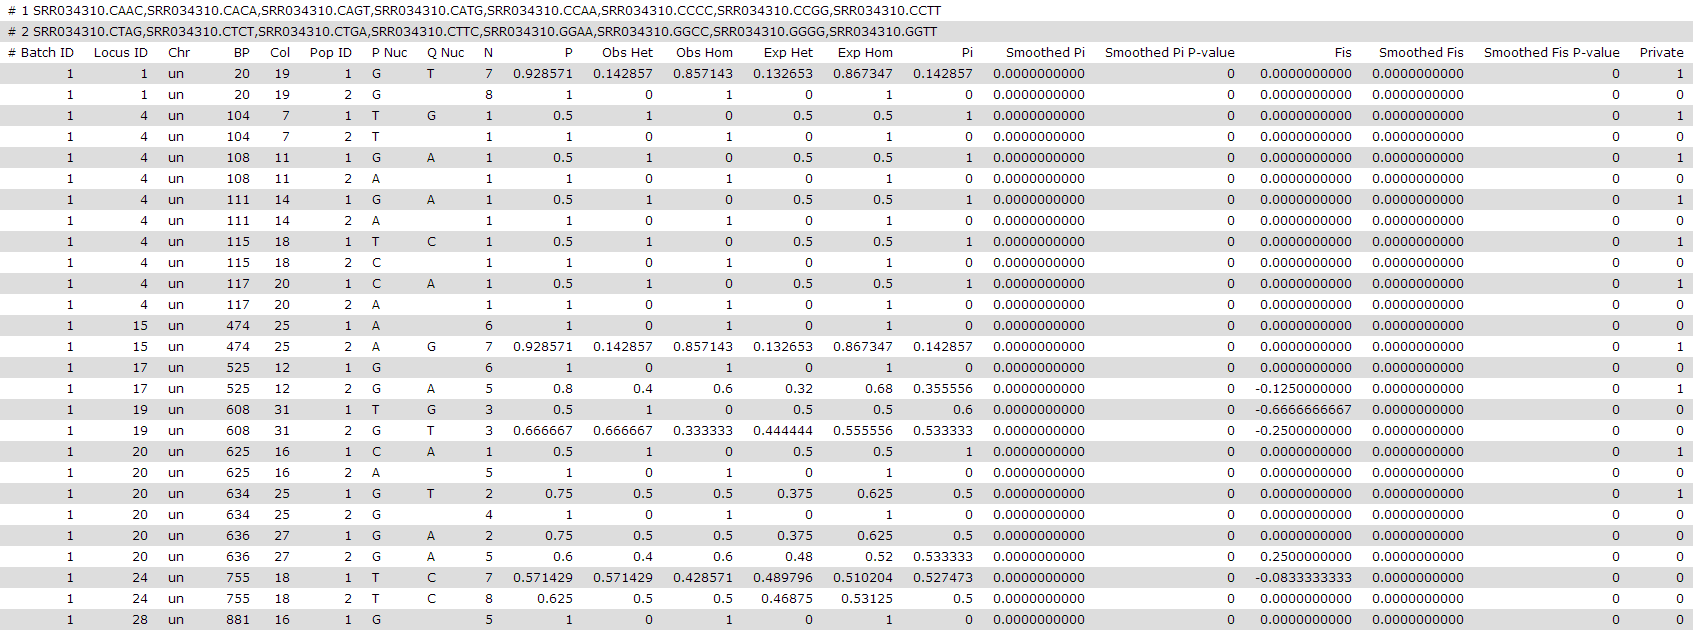 # 1 SRR034310.CAAC,SRR034310.CACA,SRR034310.CAGT,SRR034310.CATG,SRR034310.CCAA,SRR034310.CCCC,SRR034310.CCGG,SRR034310.CCTT
# 2 SRR034310.CTAG,SRR034310.CTCT,SRR034310.CTGA,SRR034310.CTTC,SRR034310.GGAA,SRR034310.GGCC,SRR034310.GGGG,SRR034310.GGTT
# Batch ID Locus ID Chr BP Col Pop ID P Nuc Q Nuc N P Obs Het Obs Hom Exp Het Exp Hom Pi Smoothed Pi Smoothed Pi P-value Fis Smoothed Fis Smoothed Fis P-value Private
1 1 un 20 19 1 G T 7 0.928571 0.142857 0.857143 0.132653 0.867347 0.142857 0.0000000000 0 0.0000000000 0.0000000000 0 1
1 1 un 20 19 2 G 8 1 0 1 0 1 0 0.0000000000 0 0.0000000000 0.0000000000 0 0
1 4 un 104 7 1 T G 1 0.5 1 0 0.5 0.5 1 0.0000000000 0 0.0000000000 0.0000000000 0 1
1 4 un 104 7 2 T 1 1 0 1 0 1 0 0.0000000000 0 0.0000000000 0.0000000000 0 0
1 4 un 108 11 1 G A 1 0.5 1 0 0.5 0.5 1 0.0000000000 0 0.0000000000 0.0000000000 0 1
1 4 un 108 11 2 A 1 1 0 1 0 1 0 0.0000000000 0 0.0000000000 0.0000000000 0 0
1 4 un 111 14 1 G A 1 0.5 1 0 0.5 0.5 1 0.0000000000 0 0.0000000000 0.0000000000 0 1
1 4 un 111 14 2 A 1 1 0 1 0 1 0 0.0000000000 0 0.0000000000 0.0000000000 0 0
1 4 un 115 18 1 T C 1 0.5 1 0 0.5 0.5 1 0.0000000000 0 0.0000000000 0.0000000000 0 1
1 4 un 115 18 2 C 1 1 0 1 0 1 0 0.0000000000 0 0.0000000000 0.0000000000 0 0
1 4 un 117 20 1 C A 1 0.5 1 0 0.5 0.5 1 0.0000000000 0 0.0000000000 0.0000000000 0 1
1 4 un 117 20 2 A 1 1 0 1 0 1 0 0.0000000000 0 0.0000000000 0.0000000000 0 0
1 15 un 474 25 1 A 6 1 0 1 0 1 0 0.0000000000 0 0.0000000000 0.0000000000 0 0
1 15 un 474 25 2 A G 7 0.928571 0.142857 0.857143 0.132653 0.867347 0.142857 0.0000000000 0 0.0000000000 0.0000000000 0 1
1 17 un 525 12 1 G 6 1 0 1 0 1 0 0.0000000000 0 0.0000000000 0.0000000000 0 0
1 17 un 525 12 2 G A 5 0.8 0.4 0.6 0.32 0.68 0.355556 0.0000000000 0 -0.1250000000 0.0000000000 0 1
1 19 un 608 31 1 T G 3 0.5 1 0 0.5 0.5 0.6 0.0000000000 0 -0.6666666667 0.0000000000 0 0
1 19 un 608 31 2 G T 3 0.666667 0.666667 0.333333 0.444444 0.555556 0.533333 0.0000000000 0 -0.2500000000 0.0000000000 0 0
1 20 un 625 16 1 C A 1 0.5 1 0 0.5 0.5 1 0.0000000000 0 0.0000000000 0.0000000000 0 1
1 20 un 625 16 2 A 5 1 0 1 0 1 0 0.0000000000 0 0.0000000000 0.0000000000 0 0
1 20 un 634 25 1 G T 2 0.75 0.5 0.5 0.375 0.625 0.5 0.0000000000 0 0.0000000000 0.0000000000 0 1
1 20 un 634 25 2 G 4 1 0 1 0 1 0 0.0000000000 0 0.0000000000 0.0000000000 0 0
1 20 un 636 27 1 G A 2 0.75 0.5 0.5 0.375 0.625 0.5 0.0000000000 0 0.0000000000 0.0000000000 0 0
1 20 un 636 27 2 G A 5 0.6 0.4 0.6 0.48 0.52 0.533333 0.0000000000 0 0.2500000000 0.0000000000 0 0
1 24 un 755 18 1 T C 7 0.571429 0.571429 0.428571 0.489796 0.510204 0.527473 0.0000000000 0 -0.0833333333 0.0000000000 0 0
1 24 un 755 18 2 T C 8 0.625 0.5 0.5 0.46875 0.53125 0.5 0.0000000000 0 0.0000000000 0.0000000000 0 0
1 28 un 881 16 1 G 5 1 0 1 0 1 0 0.0000000000 0 0.0000000000 0.0000000000 0 0